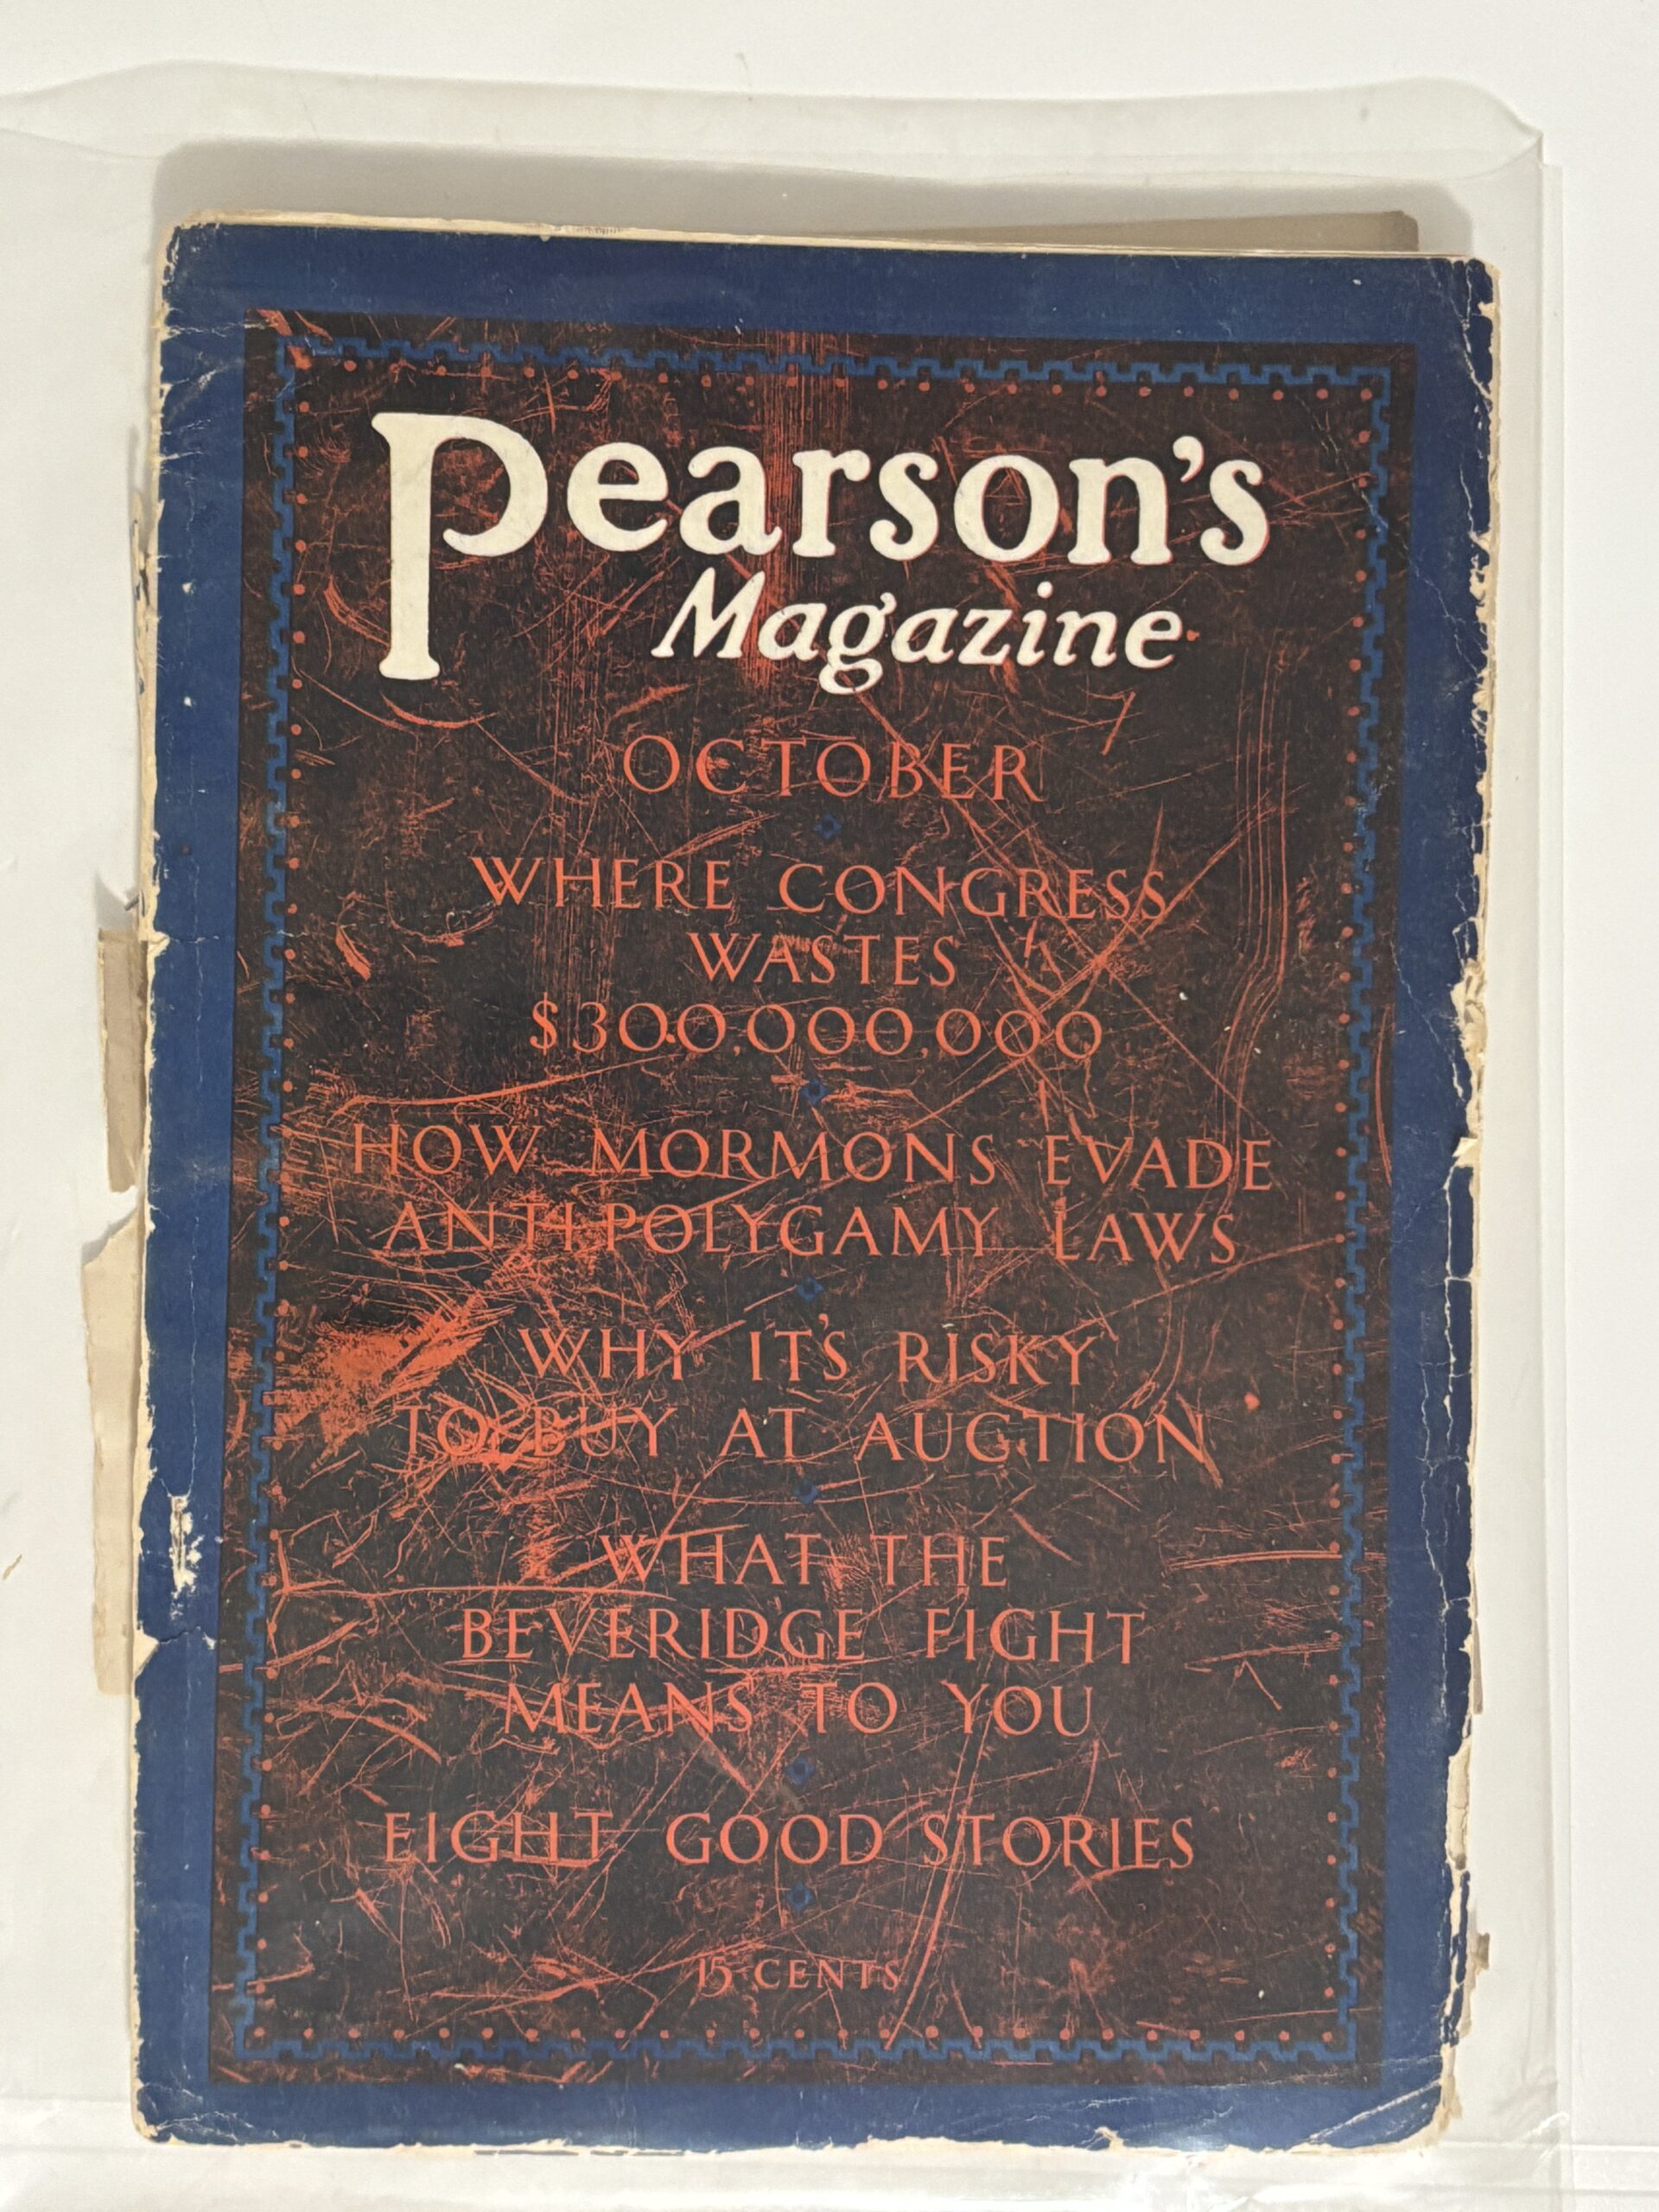 Pearson's
Magazine
OCTOBER
WHERE CONGRESS
WASTES
$300,000,000
HOW MORMONS EVADE
ANTI-POLYGAMY LAWS
WHY IT'S RISKY
TO BUY AT AUCTION
WHAT THE
BEVERIDGE FIGHT
MEANS TO YOU
EIGHT GOOD STORIES
15 CENTS